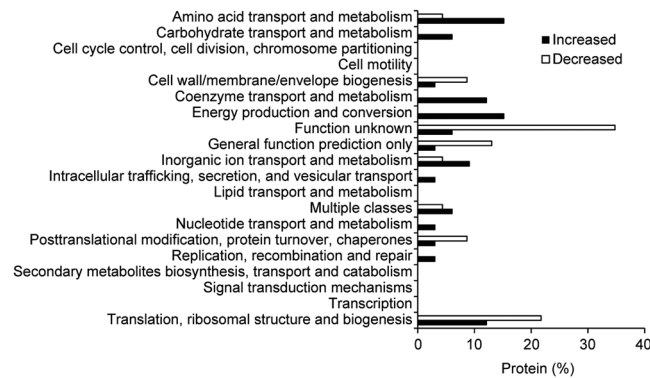 Amino acid transport and metabolism
Carbohydrate transport and metabolism
Cell cycle control, cell division, chromosome partitioning
Cell motility
Cell wall/membrane/envelope biogenesis
Coenzyme transport and metabolism
Energy production and conversion
Function unknown
General function prediction only
Inorganic ion transport and metabolism
Intracellular trafficking, secretion, and vesicular transport
Lipid transport and metabolism
Multiple classes
Nucleotide transport and metabolism
Posttranslational modification, protein turnover, chaperones
Replication, recombination and repair
Secondary metabolites biosynthesis, transport and catabolism
Signal transduction mechanisms
Transcription
Translation, ribosomal structure and biogenesis
Increased
Decreased
0 10 20 30 40
Protein (%)